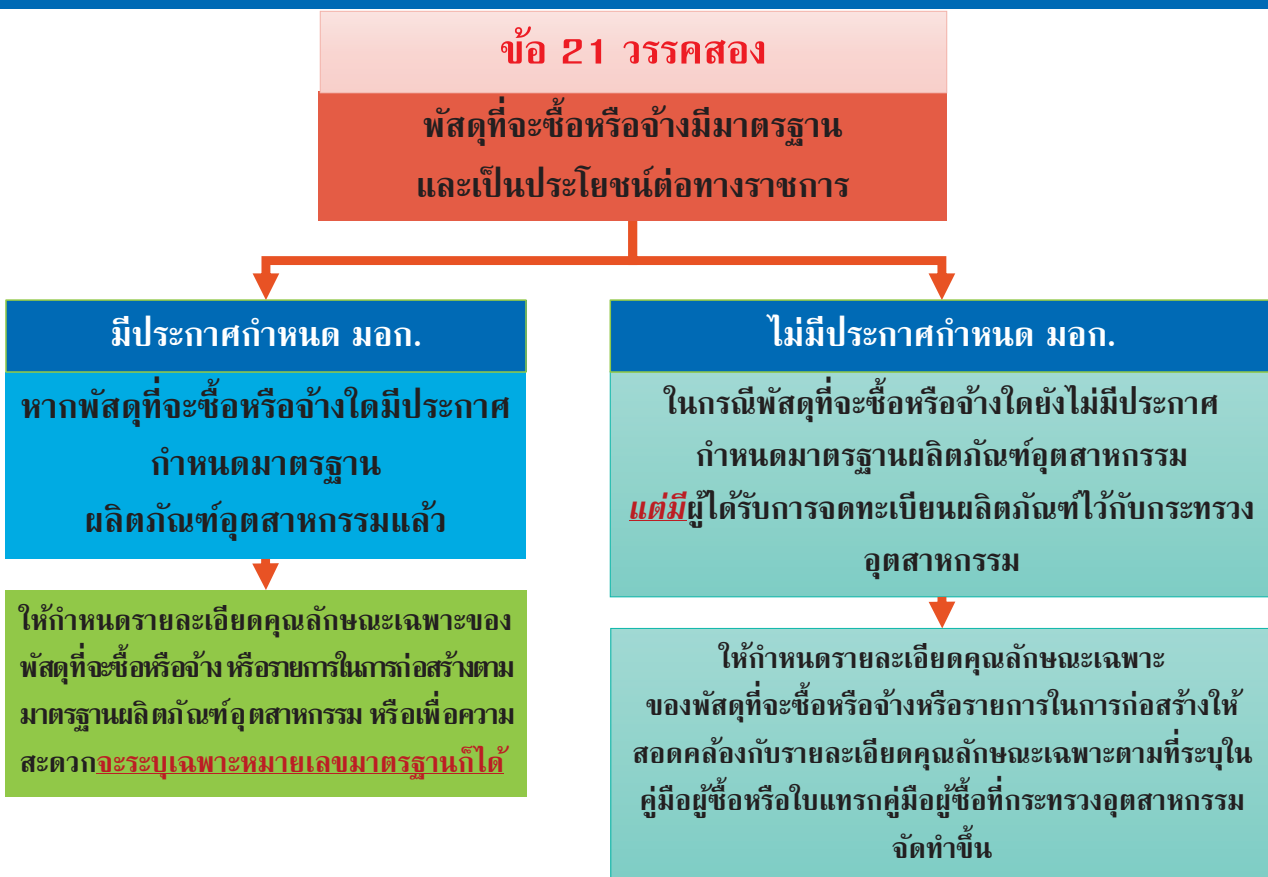 ข้อ 21 วรรคสอง
พัสดุที่จะซื้อหรือจ้างมีมาตรฐาน
และเป็นประโยชน์ต่อทางราชการ
มีประกาศกำหนด มอก.
หากพัสดุที่จะซื้อหรือจ้างใดมีประกาศ
กำหนดมาตรฐาน
ผลิตภัณฑ์อุตสาหกรรมแล้ว
ให้กำหนดรายละเอียดคุณลักษณะเฉพาะของ
พัสดุที่จะซื้อหรือจ้าง หรือรายการในการก่อสร้างตาม
มาตรฐานผลิตภัณฑ์อุตสาหกรรม หรือเพื่อความ
สะดวกจะระบุเฉพาะหมายเลขมาตรฐานก็ได้
ไม่มีประกาศกำหนด มอก.
ในกรณีพัสดุที่จะซื้อหรือจ้างใดยังไม่มีประกาศ
กำหนดมาตรฐานผลิตภัณฑ์อุตสาหกรรม
แต่มีผู้ได้รับการจดทะเบียนผลิตภัณฑ์ไว้กับกระทรวง
อุตสาหกรรม
ให้กำหนดรายละเอียดคุณลักษณะเฉพาะ
ของพัสดุที่จะซื้อหรือจ้างหรือรายการในการก่อสร้างให้
สอดคล้องกับรายละเอียดคุณลักษณะเฉพาะตามที่ระบุใน
คู่มือผู้ซื้อหรือใบแทรกคู่มือผู้ซื้อที่กระทรวงอุตสาหกรรม
จัดทำขึ้น